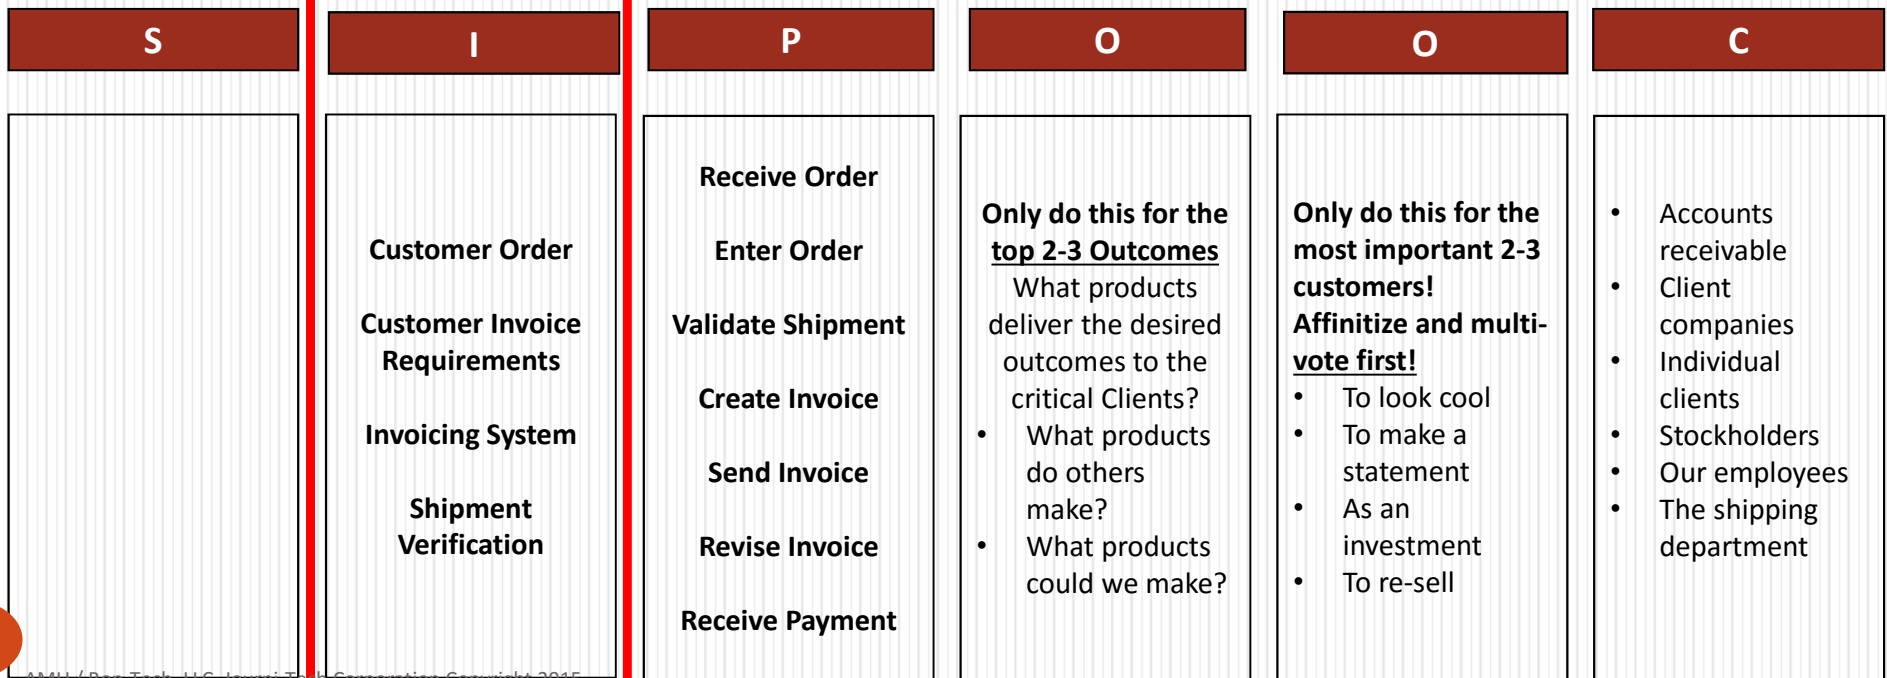 S
I
P
O
O
C
Customer Order
Customer Invoice
Requirements
Invoicing System
Shipment
Verification
Receive Order
Enter Order
Validate Shipment
Create Invoice
Send Invoice
Revise Invoice
Receive Payment
Only do this for the
top 2-3 Outcomes
What products
deliver the desired
outcomes to the
critical Clients?
• What products
do others
make?
• What products
could we make?
Only do this for the
most important 2-3
customers!
Affinitize and multi-
vote first!
• To look cool
• To make a
statement
• As an
investment
• To re-sell
• Accounts
receivable
• Client
companies
• Individual
clients
• Stockholders
• Our employees
• The shipping
department
Corporation Copyright 2015